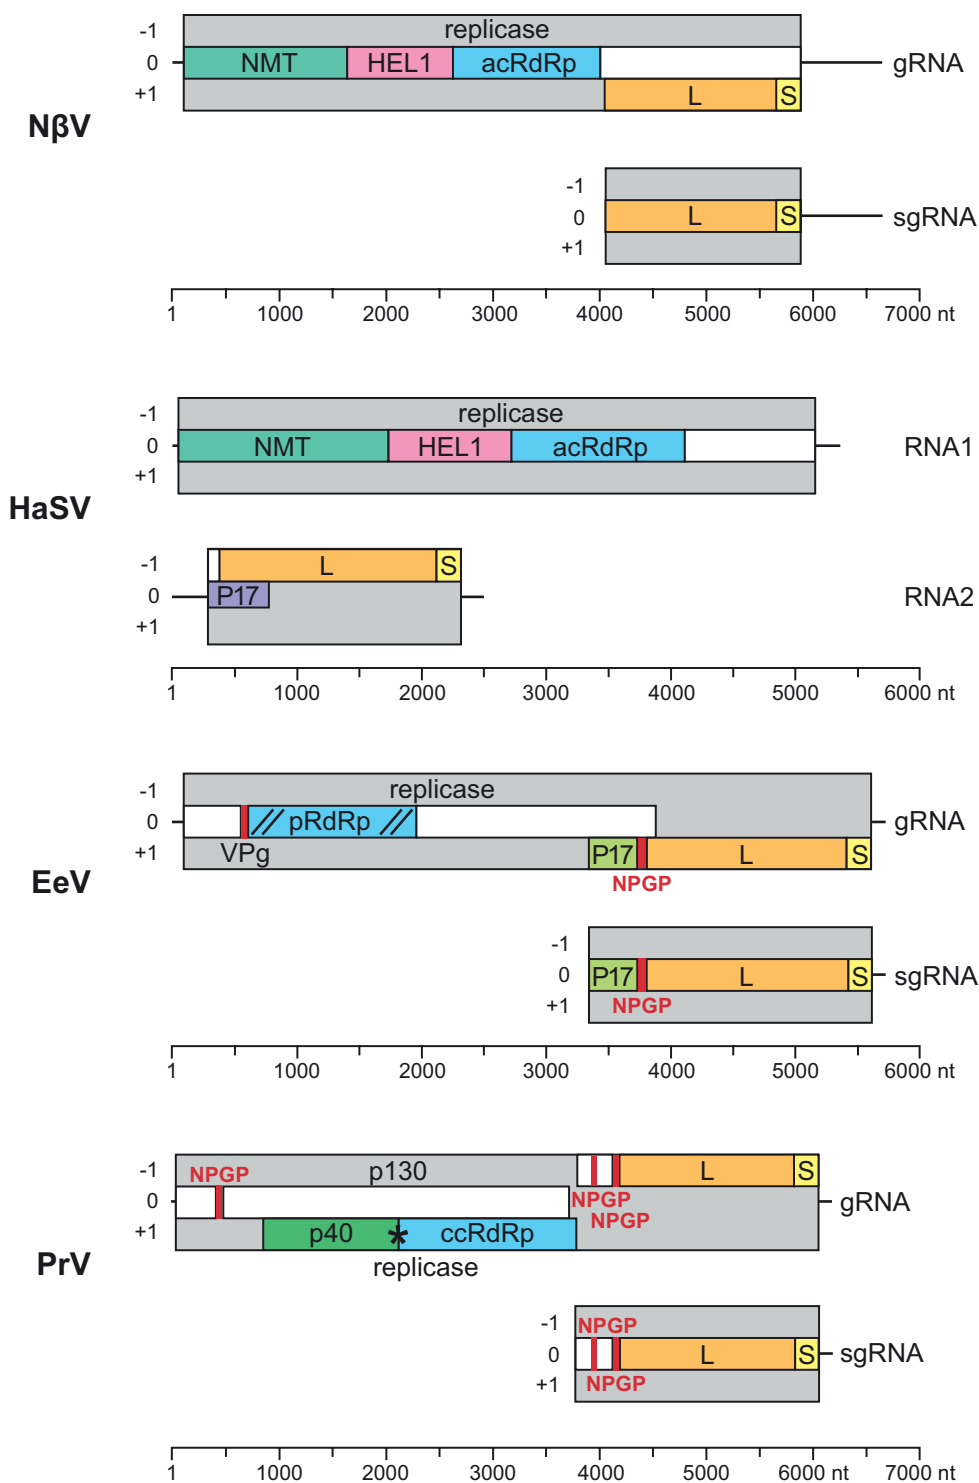 -1 replicase
0 NMT HEL1 acRdRp gRNA
+1 L S
NβV
-1
0 L S sgRNA
+1
1 1000 2000 3000 4000 5000 6000 7000 nt
-1 replicase
0 NMT HEL1 acRdRp RNA1
+1
HaSV
-1 L S
0 P17 RNA2
+1
1 1000 2000 3000 4000 5000 6000 nt
-1 replicase
0 pRdRp gRNA
+1 VPg P17 L S
NPGP
EeV
-1
0 P17 L S sgRNA
+1 NPGP
1 1000 2000 3000 4000 5000 6000 nt
-1 NPGP p130 L S
0 NPGP gRNA
NPGP
+1 p40 * ccRdRp
PrV
replicase
-1 NPGP
0 L S sgRNA
+1 NPGP
1 1000 2000 3000 4000 5000 6000 7000 nt